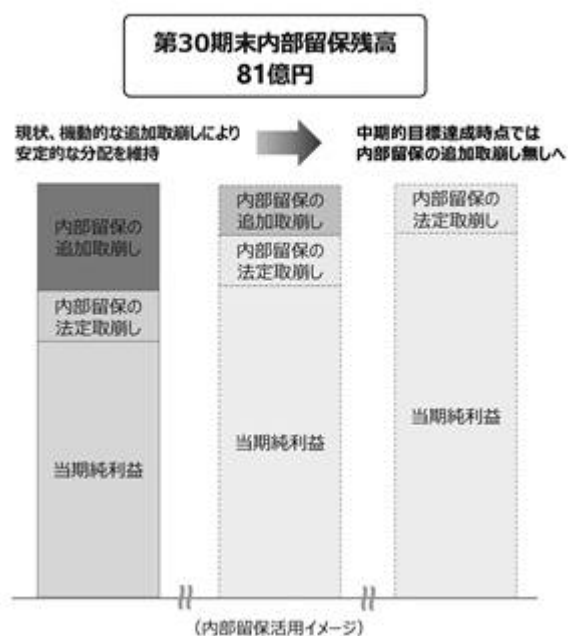 第30期末内部留保残高
81億円
現状、機動的な追加取崩しにより
安定的な分配を維持
中期的目標達成時点では
内部留保の追加取崩し無しへ
内部留保の
追加取崩し
内部留保の
法定取崩し
当期純利益
内部留保の
追加取崩し
内部留保の
法定取崩し
当期純利益
内部留保の
法定取崩し
当期純利益
(内部留保活用イメージ)